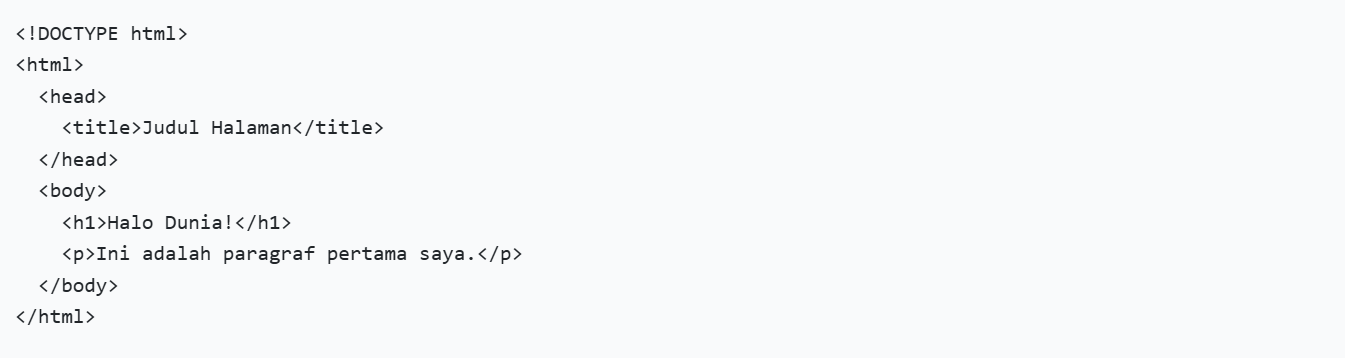 <!DOCTYPE html>
<html>
  <head>
    <title>Judul Halaman</title>
  </head>
  <body>
    <h1>Halo Dunia!</h1>
    <p>Ini adalah paragraf pertama saya.</p>
  </body>
</html>